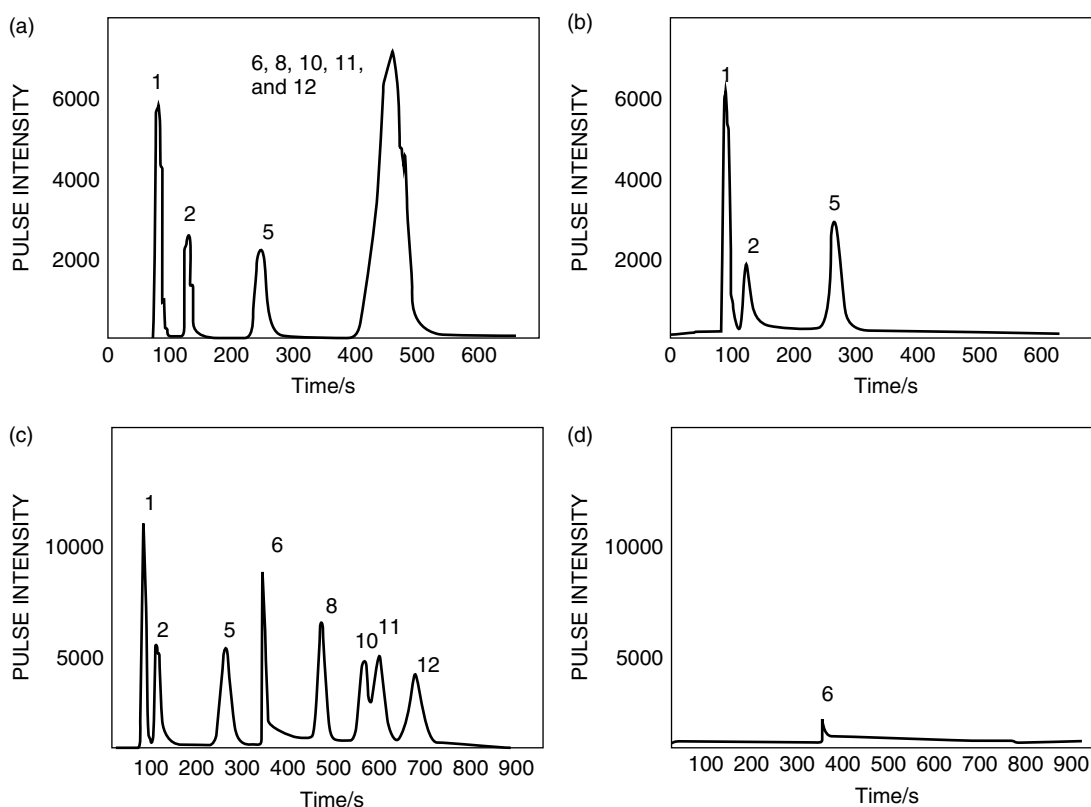 (a)
PULSE INTENSITY
6000
4000
2000
1
2
5
6, 8, 10, 11,
and 12
0 100 200 300 400 500 600
Time/s
(b)
PULSE INTENSITY
6000
4000
2000
1
2
5
0 100 200 300 400 500 600
Time/s
(c)
PULSE INTENSITY
10000
5000
1
2
5
6
8
10
11
12
100 200 300 400 500 600 700 800 900
Time/s
(d)
PULSE INTENSITY
10000
5000
6
100 200 300 400 500 600 700 800 900
Time/s